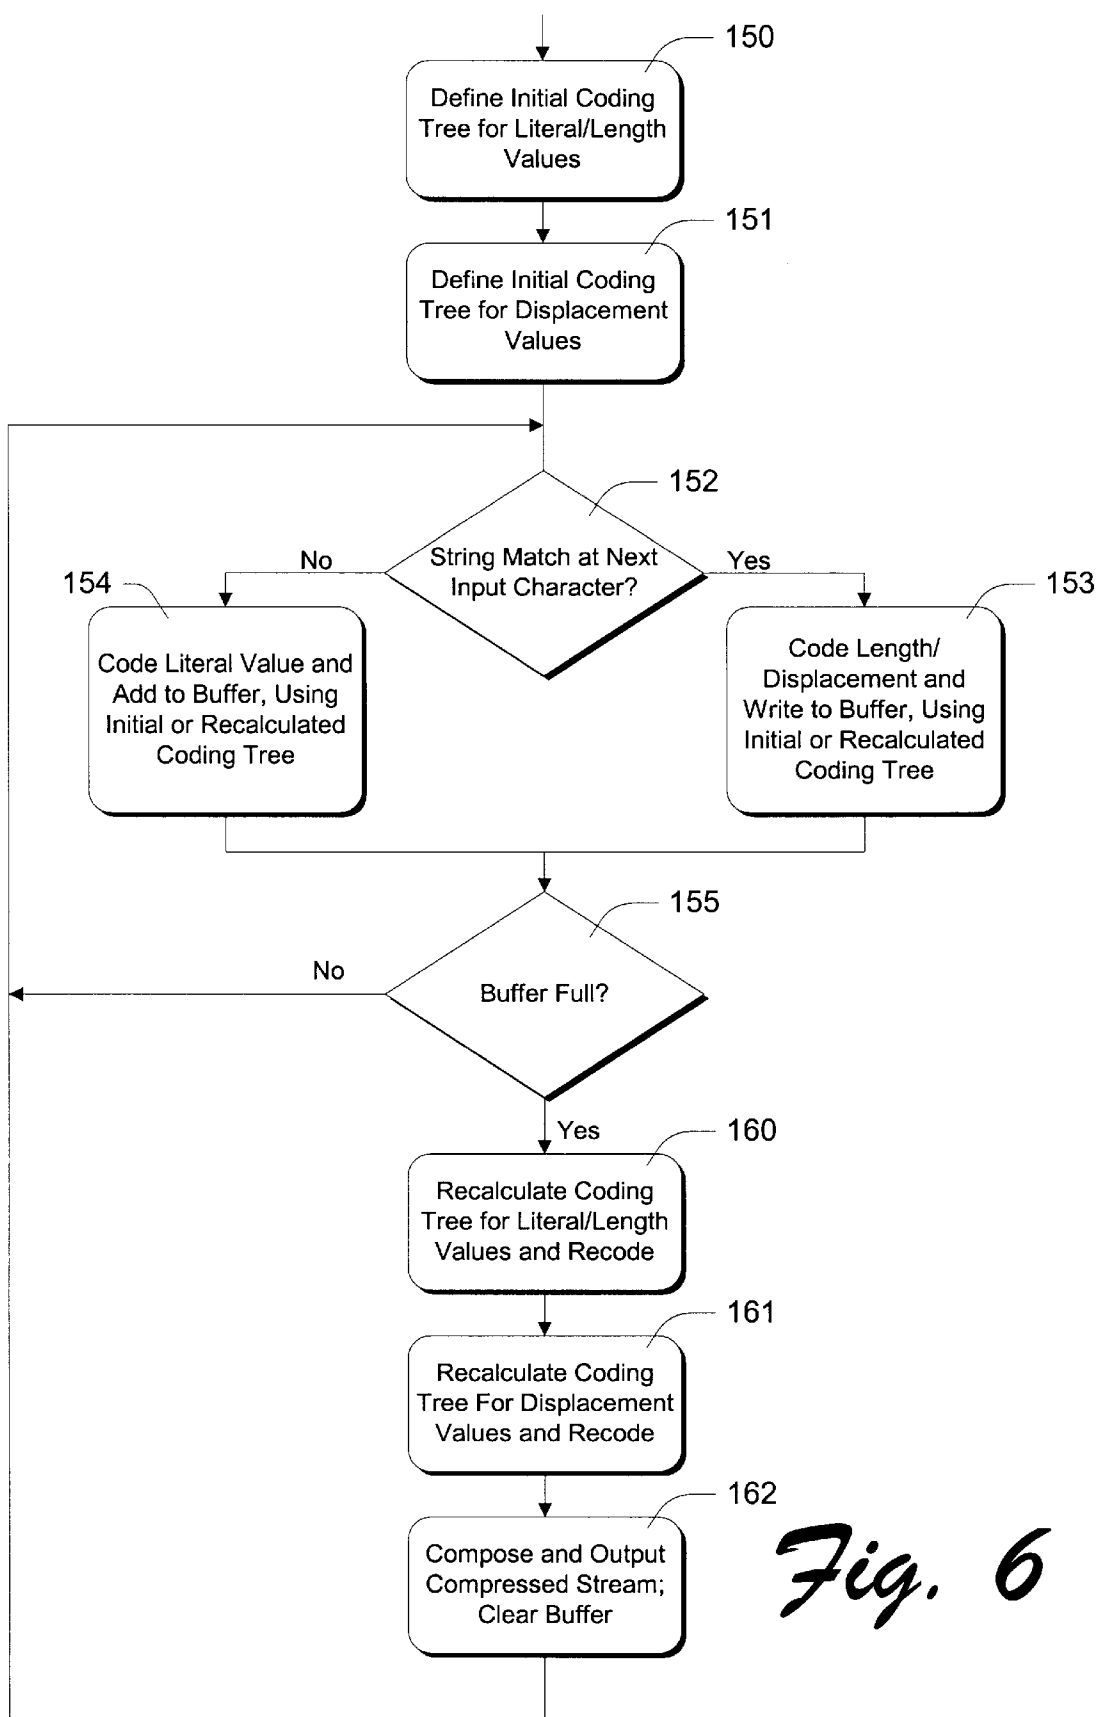 150
Define Initial Coding
Tree for Literal/Length
Values
151
Define Initial Coding
Tree for Displacement
Values
152
String Match at Next
Input Character?
No
Yes
154
Code Literal Value and
Add to Buffer, Using
Initial or Recalculated
Coding Tree
153
Code Length/
Displacement and
Write to Buffer, Using
Initial or Recalculated
Coding Tree
155
Buffer Full?
No
Yes
160
Recalculate Coding
Tree for Literal/Length
Values and Recode
161
Recalculate Coding
Tree For Displacement
Values and Recode
162
Compose and Output
Compressed Stream;
Clear Buffer
Fig. 6